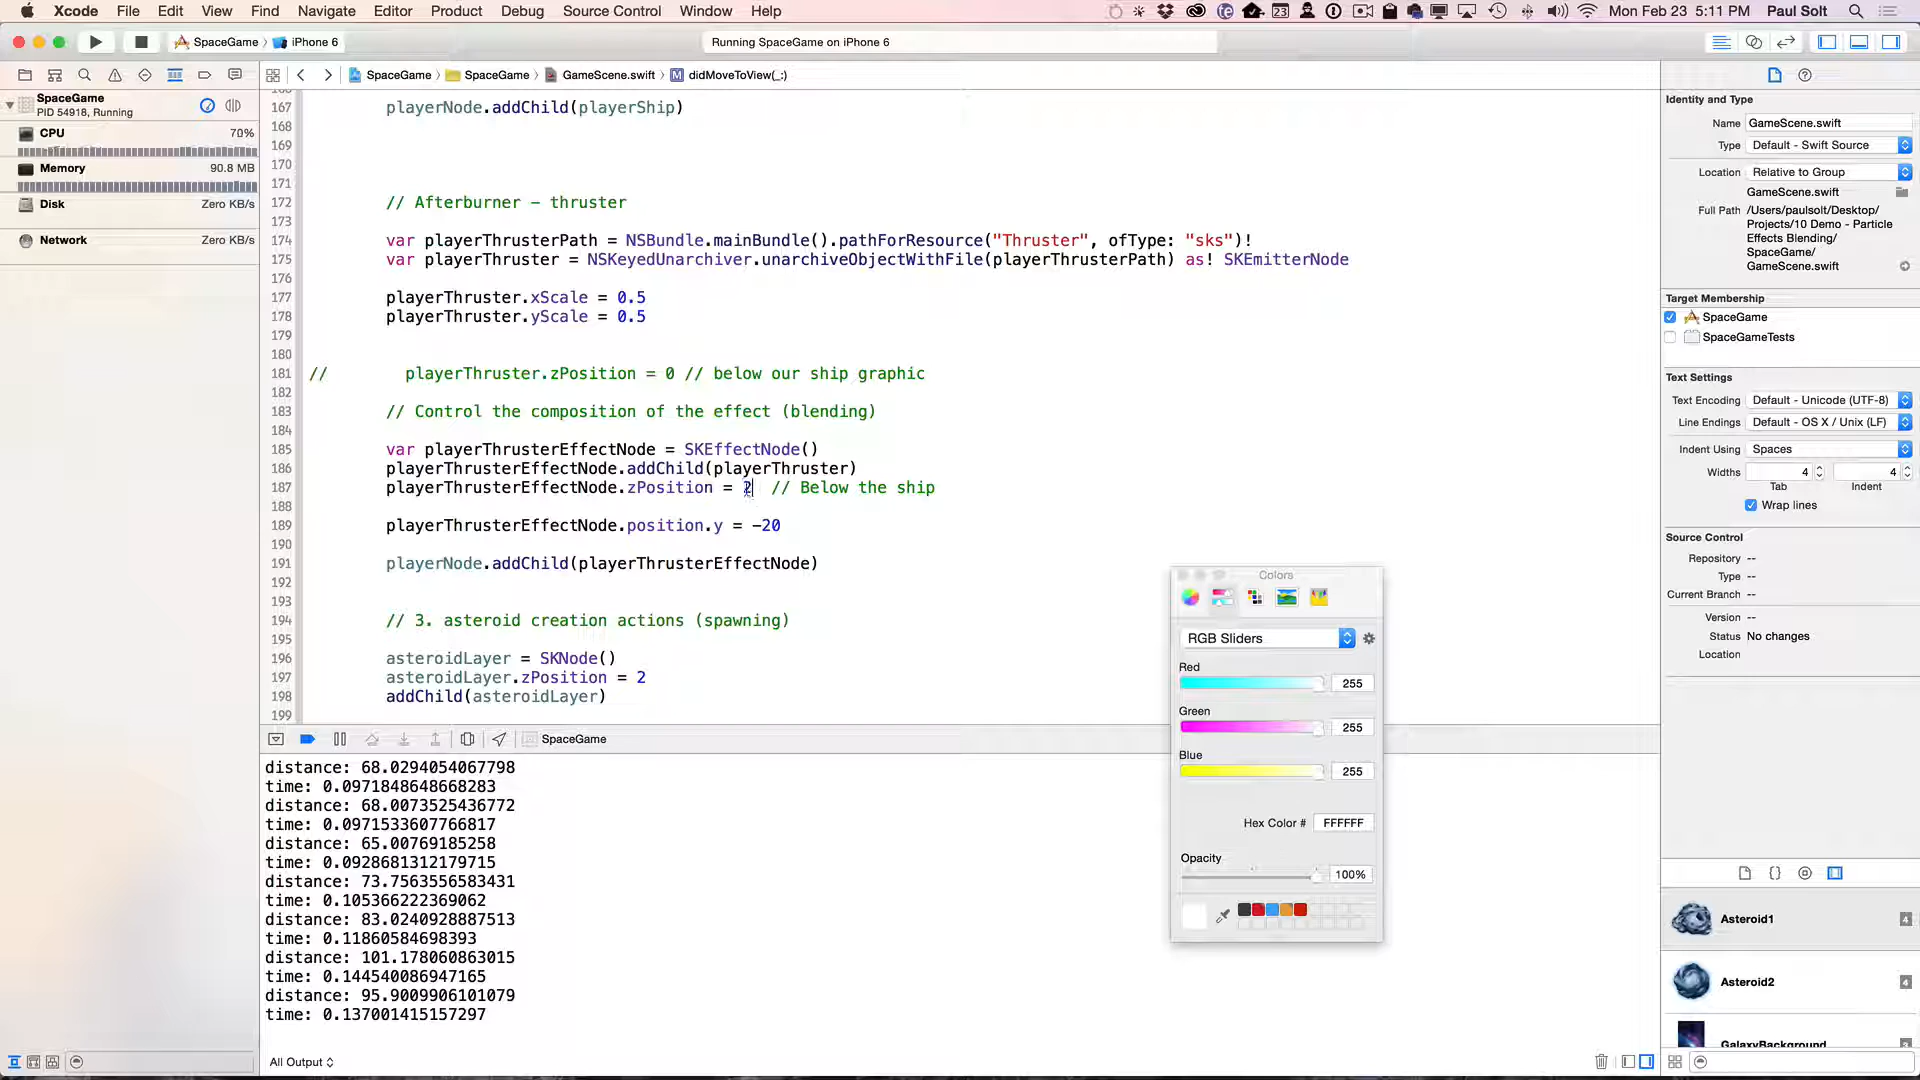 Xcode File Edit View Find Navigate Editor Product Debug Source Control Window Help
Mon Feb 23 5:11 PM Paul Solt
SpaceGame iPhone 6
Running SpaceGame on iPhone 6
SpaceGame SpaceGame GameScene.swift M didMoveToView(_:)
SpaceGame
PID 54918, Running
CPU 70%
Memory 90.8 MB
Disk Zero KB/s
Network Zero KB/s
167 playerNode.addChild(playerShip)
168
169
170
171
172 // Afterburner – thruster
173
174 var playerThrusterPath = NSBundle.mainBundle().pathForResource("Thruster", ofType: "sks")!
175 var playerThruster = NSKeyedUnarchiver.unarchiveObjectWithFile(playerThrusterPath) as! SKEmitterNode
176
177 playerThruster.xScale = 0.5
178 playerThruster.yScale = 0.5
179
180
181 // playerThruster.zPosition = 0 // below our ship graphic
182
183 // Control the composition of the effect (blending)
184
185 var playerThrusterEffectNode = SKEffectNode()
186 playerThrusterEffectNode.addChild(playerThruster)
187 playerThrusterEffectNode.zPosition = 2 // Below the ship
188
189 playerThrusterEffectNode.position.y = -20
190
191 playerNode.addChild(playerThrusterEffectNode)
192
193
194 // 3. asteroid creation actions (spawning)
195
196 asteroidLayer = SKNode()
197 asteroidLayer.zPosition = 2
198 addChild(asteroidLayer)
199
SpaceGame
distance: 68.0294054067798
time: 0.0971848648668283
distance: 68.0073525436772
time: 0.0971533607766817
distance: 65.00769185258
time: 0.0928681312179715
distance: 73.7563556583431
time: 0.105366222369062
distance: 83.0240928887513
time: 0.11860584698393
distance: 101.178060863015
time: 0.144540086947165
distance: 95.9009906101079
time: 0.137001415157297
All Output
Colors
RGB Sliders
Red
255
Green
255
Blue
255
Hex Color # FFFFFF
Opacity
100%
Identity and Type
Name GameScene.swift
Type Default - Swift Source
Location Relative to Group
GameScene.swift
Full Path /Users/paulsolt/Desktop/
Projects/10 Demo - Particle
Effects Blending/
SpaceGame/
GameScene.swift
Target Membership
SpaceGame
SpaceGameTests
Text Settings
Text Encoding Default - Unicode (UTF-8)
Line Endings Default - OS X / Unix (LF)
Indent Using Spaces
Widths 4 4
Tab Indent
Wrap lines
Source Control
Repository --
Type --
Current Branch --
Version --
Status No changes
Location
Asteroid1
Asteroid2
GalaxyBackground